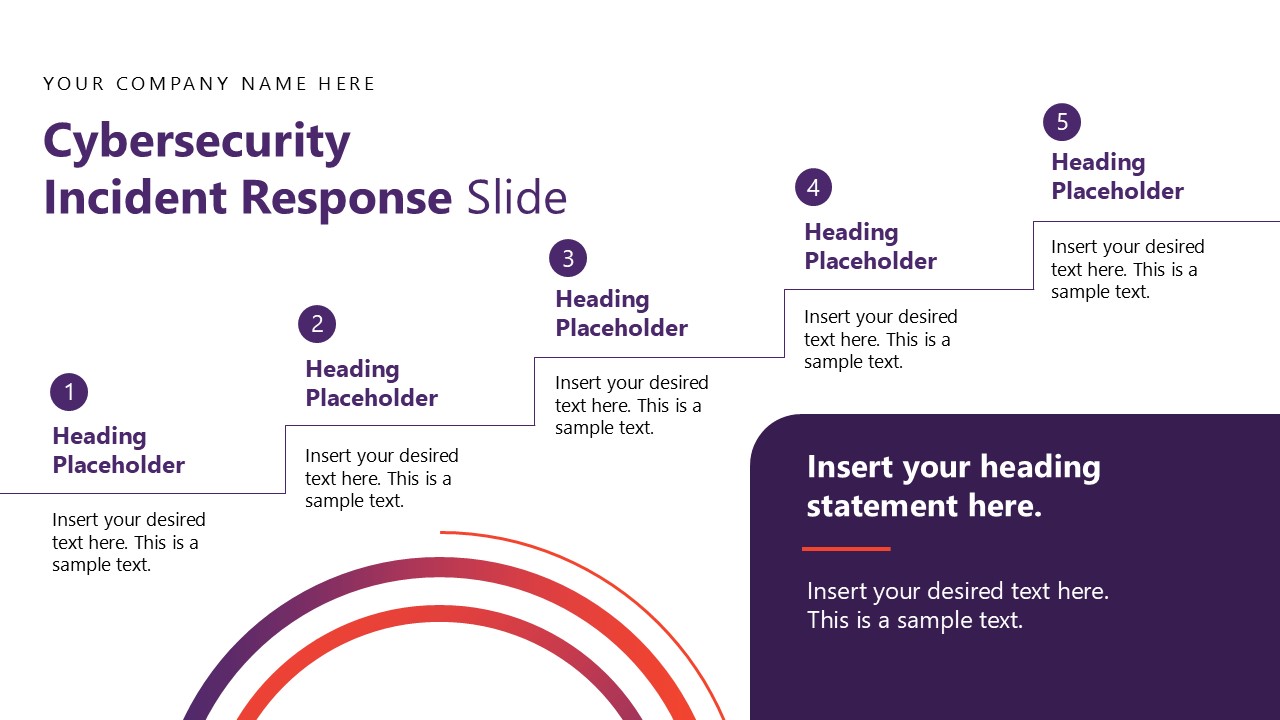 YOUR COMPANY NAME HERE
Cybersecurity
Incident Response Slide
1
Heading
Placeholder
Insert your desired
text here. This is a
sample text.
2
Heading
Placeholder
Insert your desired
text here. This is a
sample text.
3
Heading
Placeholder
Insert your desired
text here. This is a
sample text.
4
Heading
Placeholder
Insert your desired
text here. This is a
sample text.
5
Heading
Placeholder
Insert your desired
text here. This is a
sample text.
Insert your heading
statement here.
Insert your desired text here.
This is a sample text.